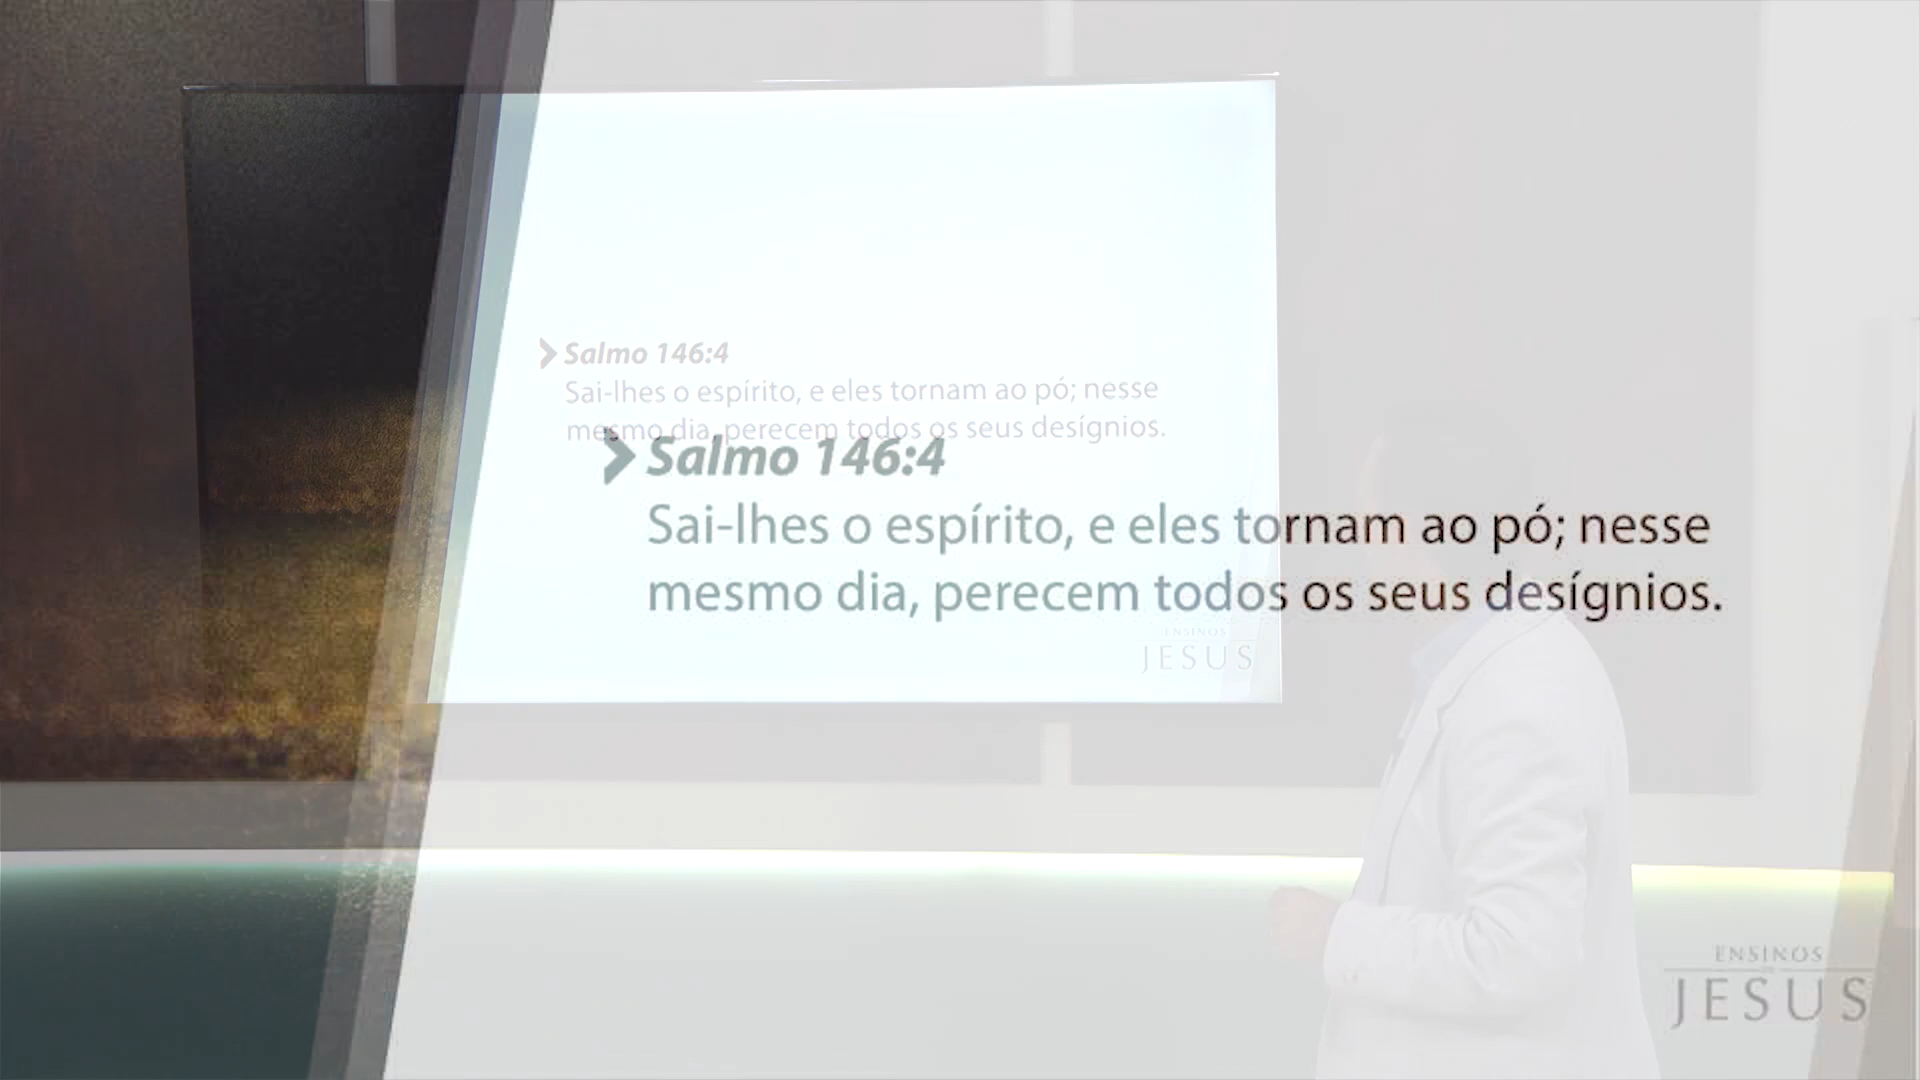 Salmo 146:4
Sai-lhes o espírito, e eles tornam ao pó; nesse
mesmo dia, perecem todos os seus desígnios.
Salmo 146:4
Sai-lhes o espírito, e eles tornam ao pó; nesse
mesmo dia, perecem todos os seus desígnios.
ENSINOS
JESUS
ENSINOS
JESUS